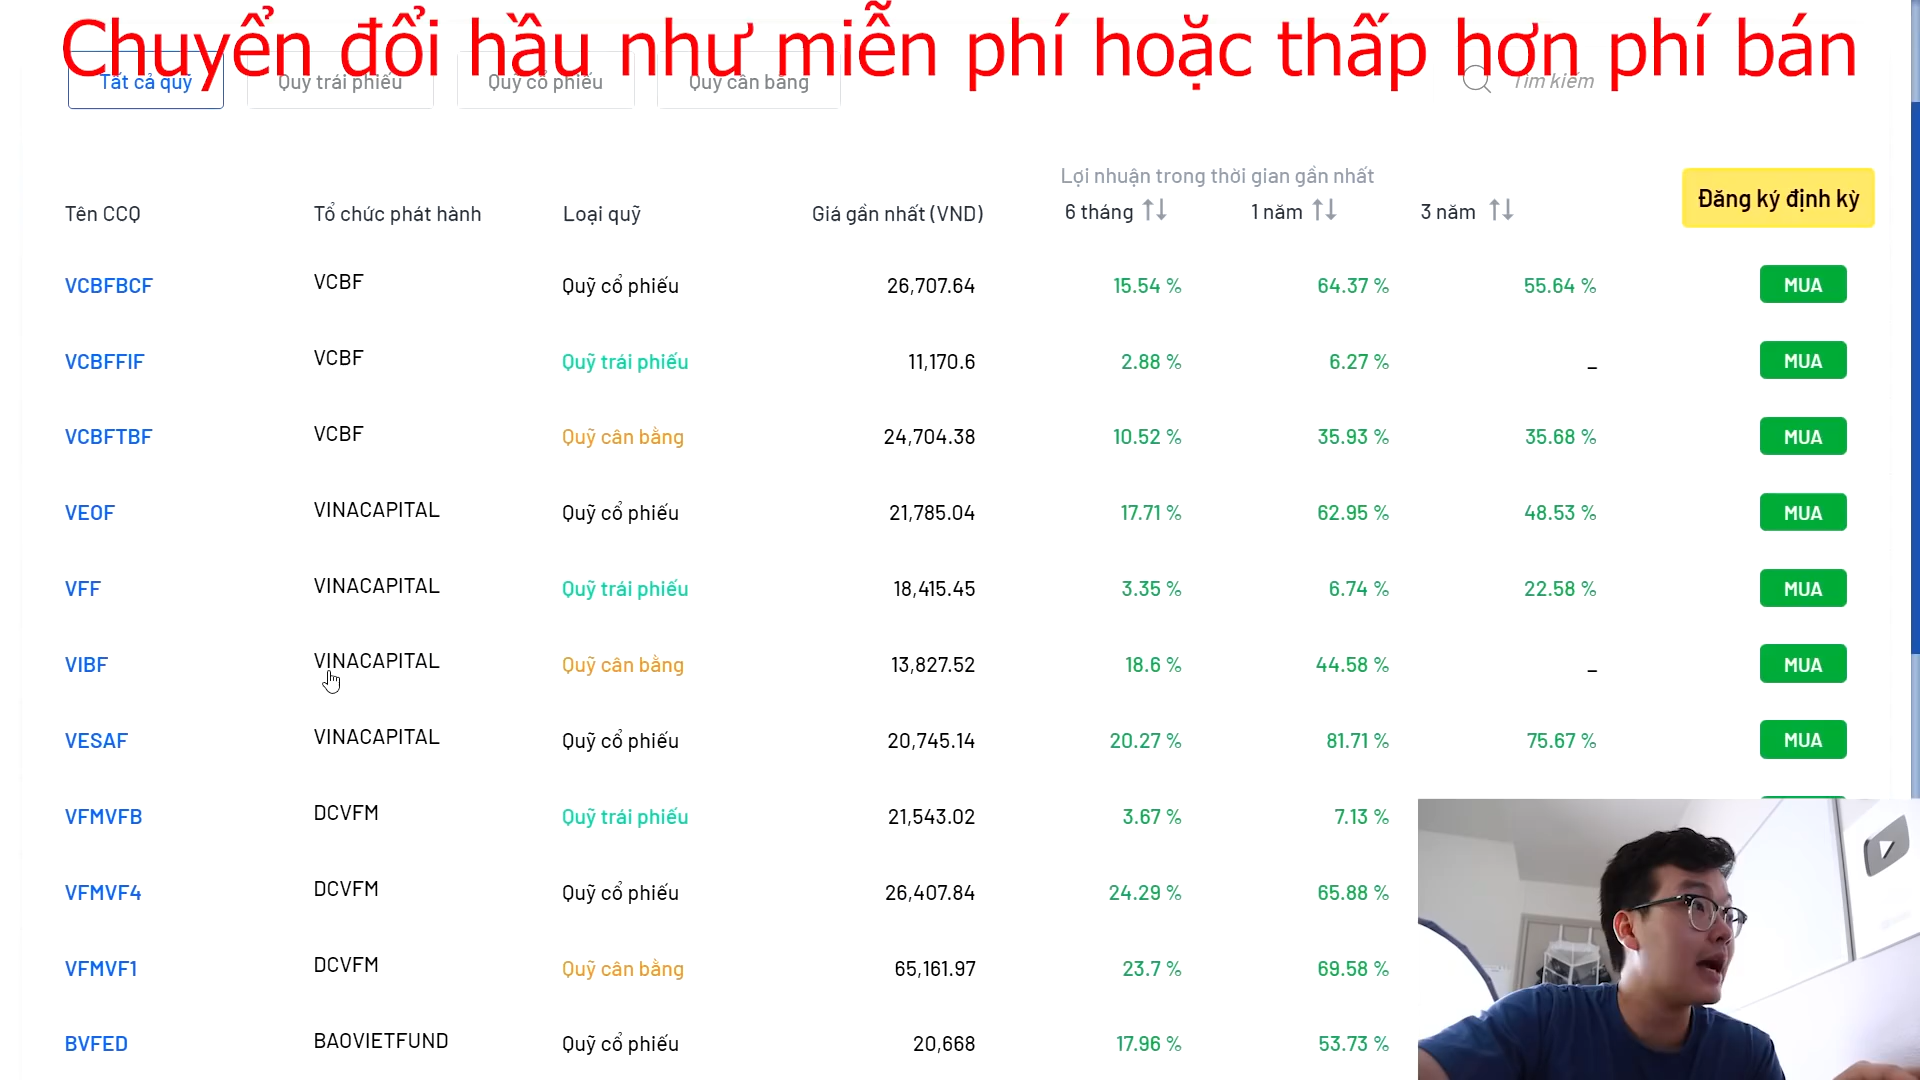 Chuyển đổi hầu như miễn phí hoặc thấp hơn phí bán
Tất cả quỹ Quỹ trái phiếu Quỹ cổ phiếu Quỹ cân bằng Tìm kiếm
Lợi nhuận trong thời gian gần nhất
Tên CCQ Tổ chức phát hành Loại quỹ Giá gần nhất (VND) 6 tháng 1 năm 3 năm Đăng ký định kỳ
VCBFBCF VCBF Quỹ cổ phiếu 26,707.64 15.54 % 64.37 % 55.64 % MUA
VCBFFIF VCBF Quỹ trái phiếu 11,170.6 2.88 % 6.27 % _ MUA
VCBFTBF VCBF Quỹ cân bằng 24,704.38 10.52 % 35.93 % 35.68 % MUA
VEOF VINACAPITAL Quỹ cổ phiếu 21,785.04 17.71 % 62.95 % 48.53 % MUA
VFF VINACAPITAL Quỹ trái phiếu 18,415.45 3.35 % 6.74 % 22.58 % MUA
VIBF VINACAPITAL Quỹ cân bằng 13,827.52 18.6 % 44.58 % _ MUA
VESAF VINACAPITAL Quỹ cổ phiếu 20,745.14 20.27 % 81.71 % 75.67 % MUA
VFMVFB DCVFM Quỹ trái phiếu 21,543.02 3.67 % 7.13 %
VFMVF4 DCVFM Quỹ cổ phiếu 26,407.84 24.29 % 65.88 %
VFMVF1 DCVFM Quỹ cân bằng 65,161.97 23.7 % 69.58 %
BVFED BAOVIETFUND Quỹ cổ phiếu 20,668 17.96 % 53.73 %